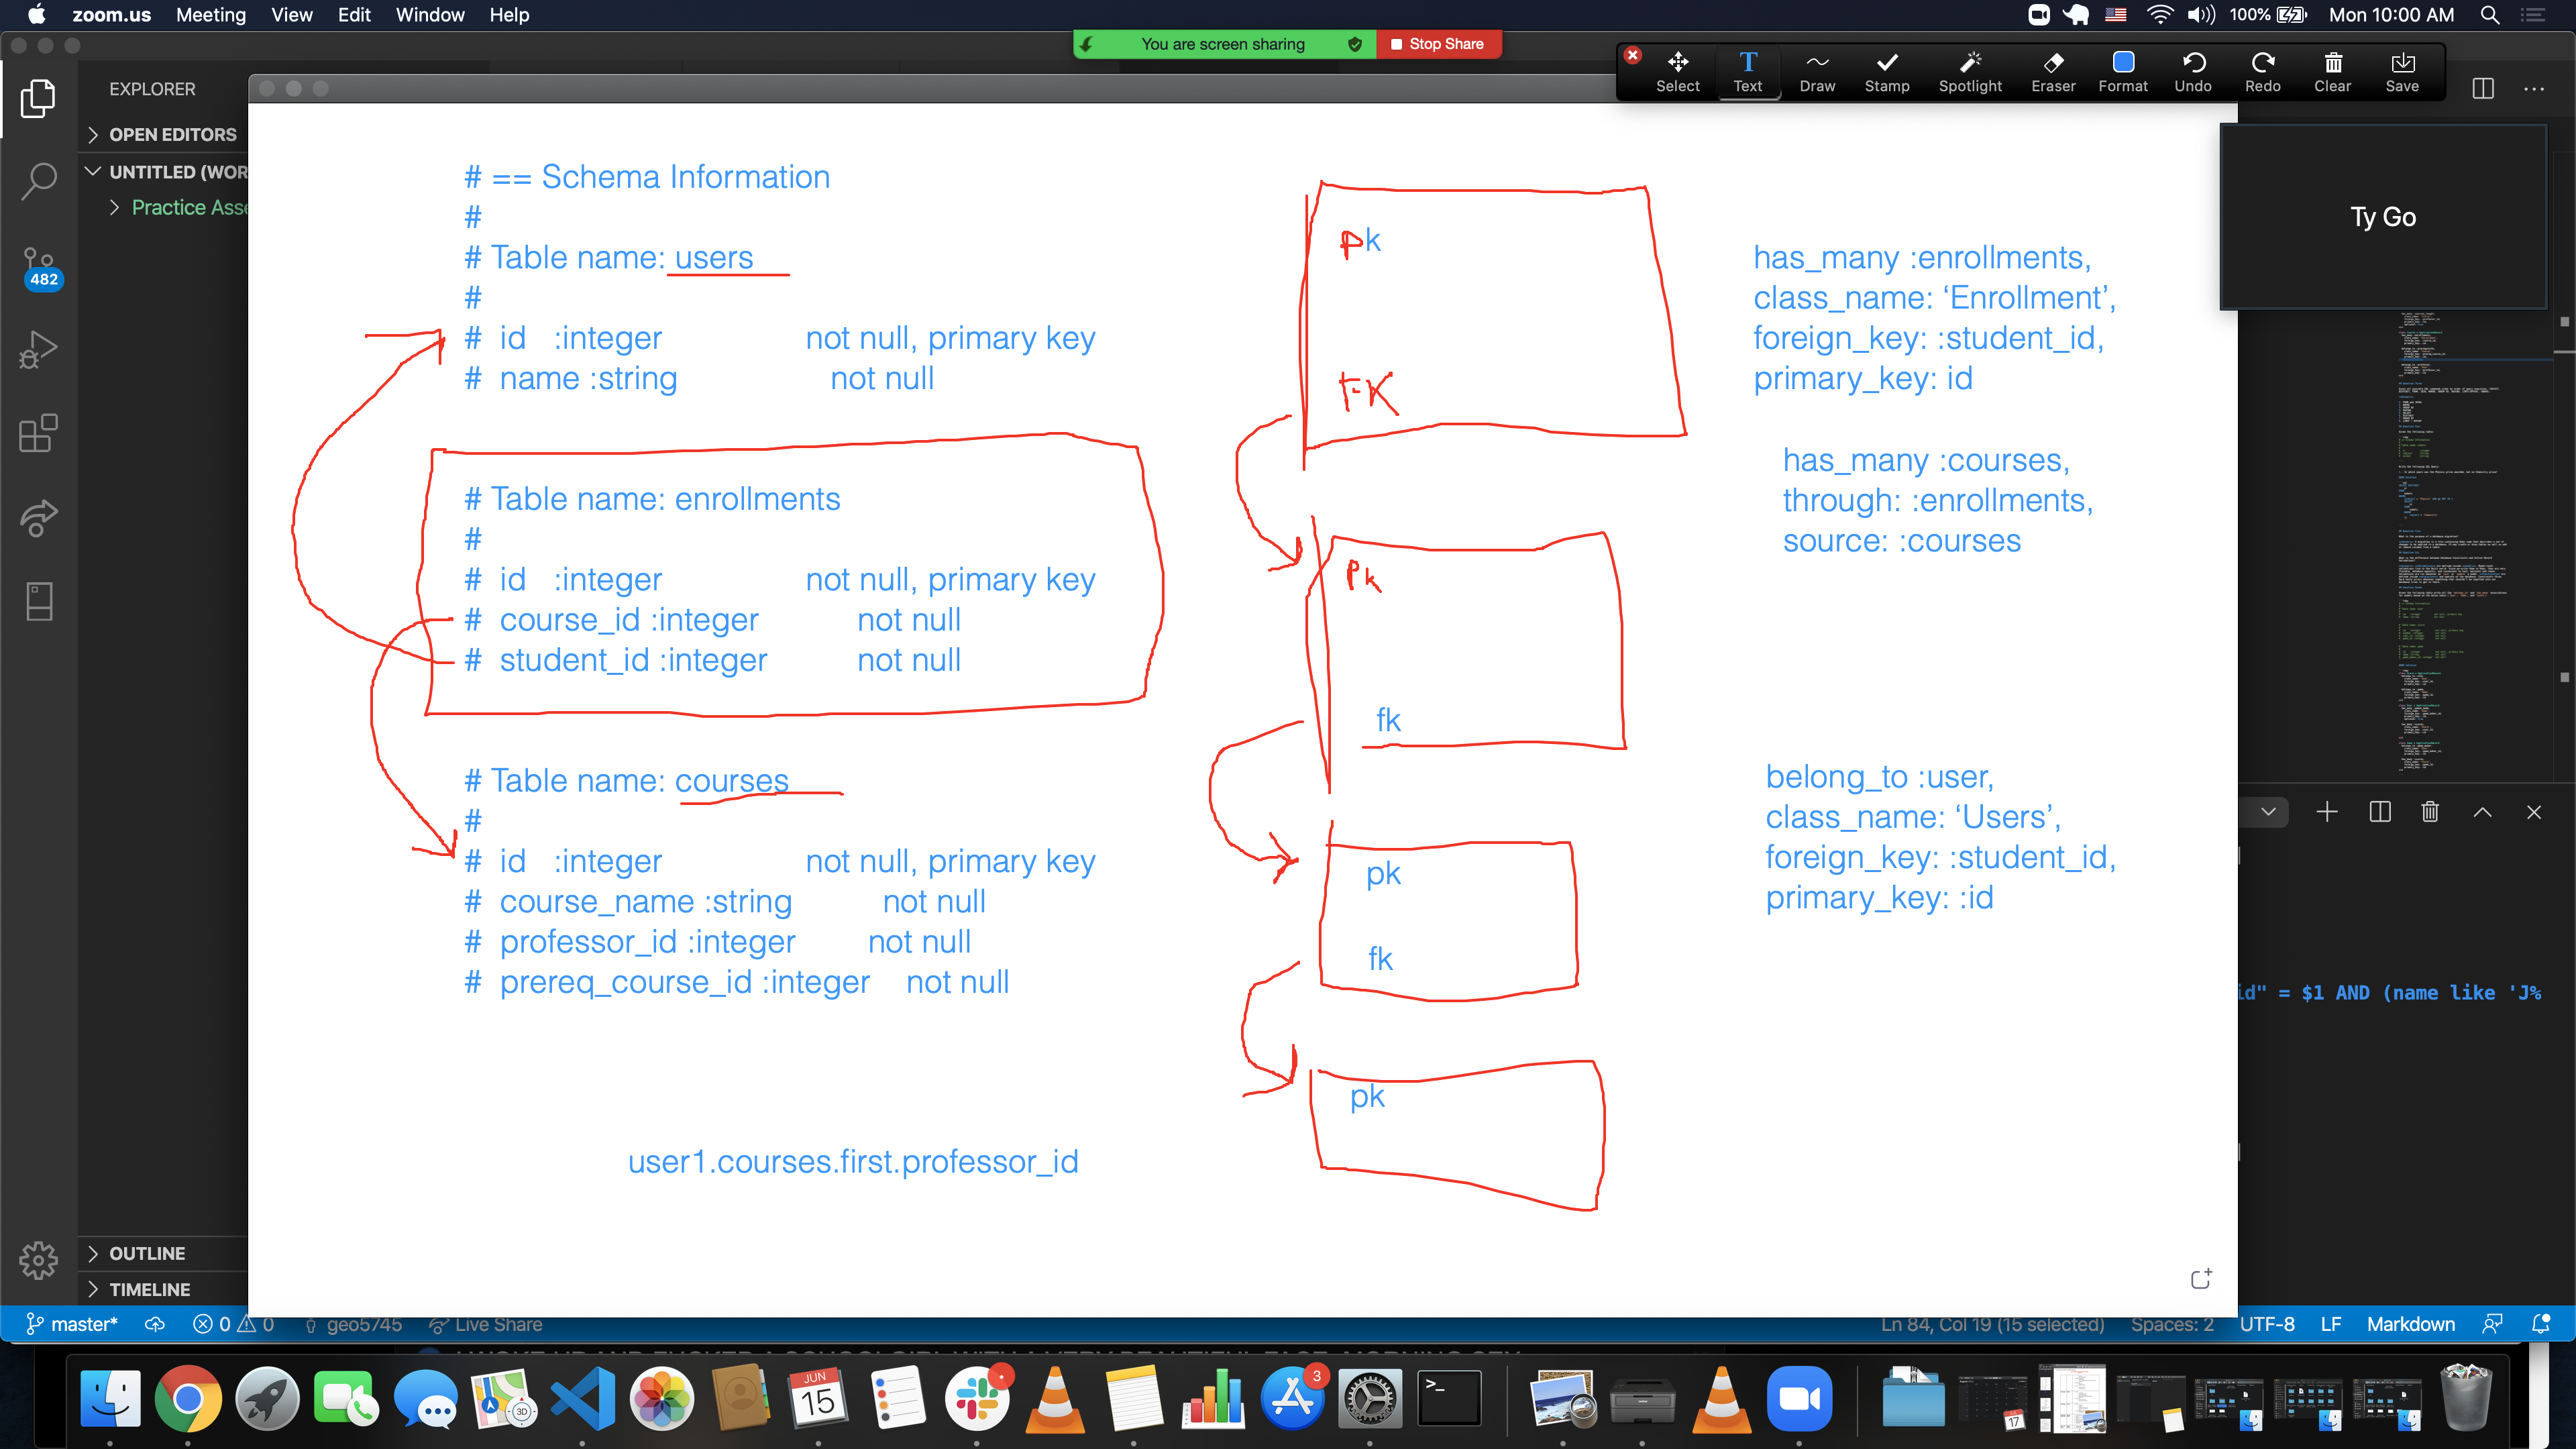 zoom.us Meeting View Edit Window Help
100% Mon 10:00 AM
You are screen sharing
Stop Share
Select Text Draw Stamp Spotlight Eraser Format Undo Redo Clear Save
EXPLORER
OPEN EDITORS
UNTITLED (WOR
Practice Asse
482
Ty Go
# == Schema Information
#
# Table name: users
#
# id :integer not null, primary key
# name :string not null
# Table name: enrollments
#
# id :integer not null, primary key
# course_id :integer not null
# student_id :integer not null
# Table name: courses
#
# id :integer not null, primary key
# course_name :string not null
# professor_id :integer not null
# prereq_course_id :integer not null
user1.courses.first.professor_id
pk
FK
pk
fk
pk
fk
pk
has_many :enrollments,
class_name: ‘Enrollment’,
foreign_key: :student_id,
primary_key: id
has_many :courses,
through: :enrollments,
source: :courses
belong_to :user,
class_name: ‘Users’,
foreign_key: :student_id,
primary_key: :id
id" = $1 AND (name like 'J%
OUTLINE
TIMELINE
master* 0 0 geo5745 Live Share
Ln 84, Col 19 (15 selected) Spaces: 2 UTF-8 LF Markdown
JUN
15
3D
3
>_
17